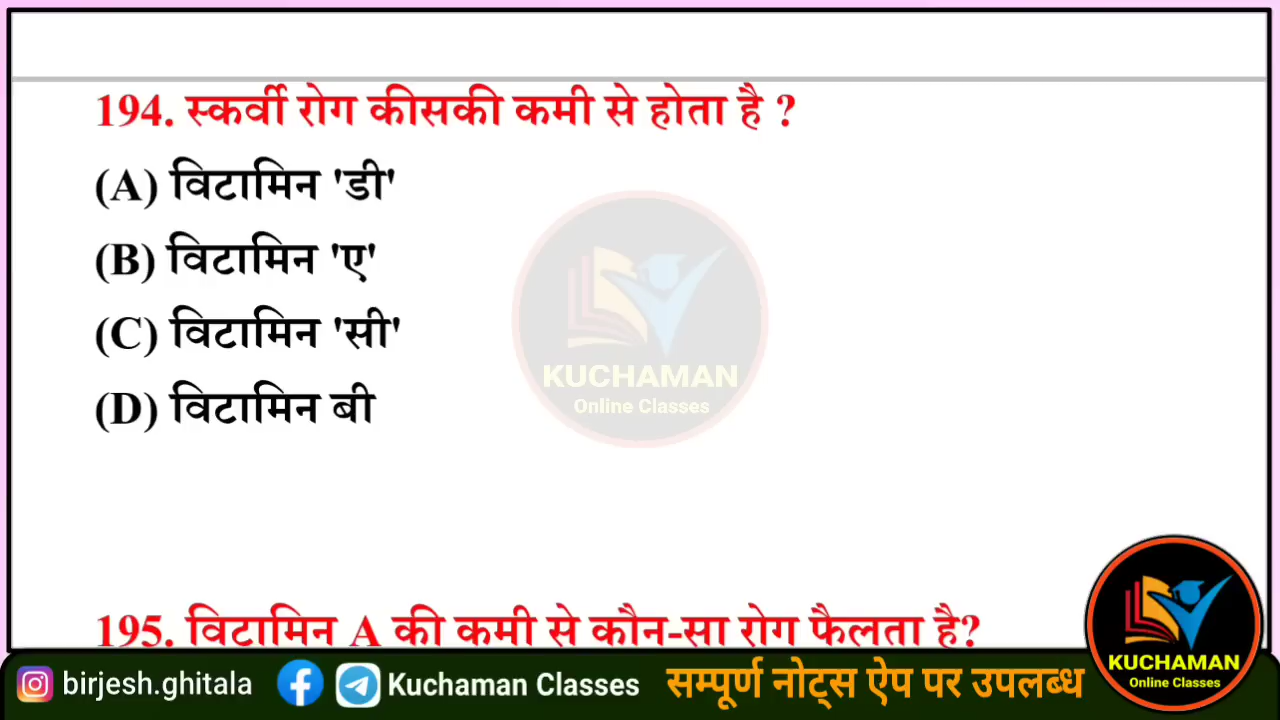 194. स्कर्वी रोग कीसकी कमी से होता है ?
(A) विटामिन 'डी'
(B) विटामिन 'ए'
(C) विटामिन 'सी'
(D) विटामिन बी
KUCHAMAN
Online Classes
195. विटामिन A की कमी से कौन-सा रोग फैलता है?
birjesh.ghitala
Kuchaman Classes
सम्पूर्ण नोट्स ऐप पर उपलब्ध
KUCHAMAN
Online Classes